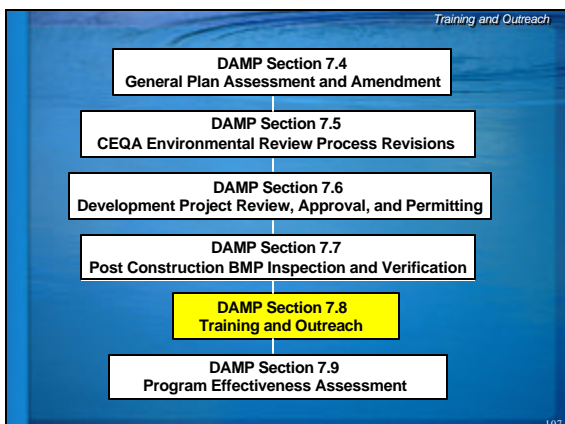 Training and Outreach
DAMP Section 7.4
General Plan Assessment and Amendment
DAMP Section 7.5
CEQA Environmental Review Process Revisions
DAMP Section 7.6
Development Project Review, Approval, and Permitting
DAMP Section 7.7
Post Construction BMP Inspection and Verification
DAMP Section 7.8
Training and Outreach
DAMP Section 7.9
Program Effectiveness Assessment